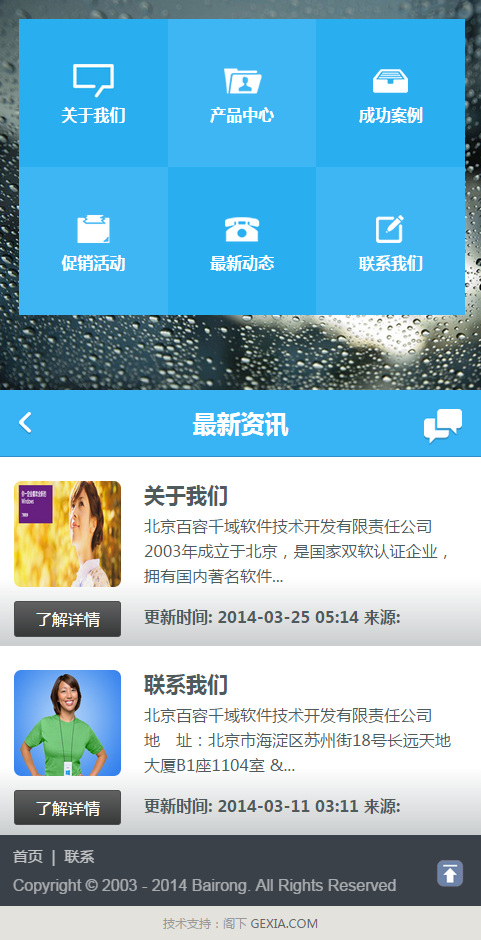 关于我们
产品中心
成功案例
促销活动
最新动态
联系我们
最新资讯
Windows
关于我们
北京百容千域软件技术开发有限责任公司
2003年成立于北京，是国家双软认证企业，
拥有国内著名软件...
了解详情
更新时间: 2014-03-25 05:14 来源:
联系我们
北京百容千域软件技术开发有限责任公司
地　址：北京市海淀区苏州街18号长远天地
大厦B1座1104室 &...
了解详情
更新时间: 2014-03-11 03:11 来源:
首页 | 联系
Copyright © 2003 - 2014 Bairong. All Rights Reserved
技术支持：阁下 GEXIA.COM